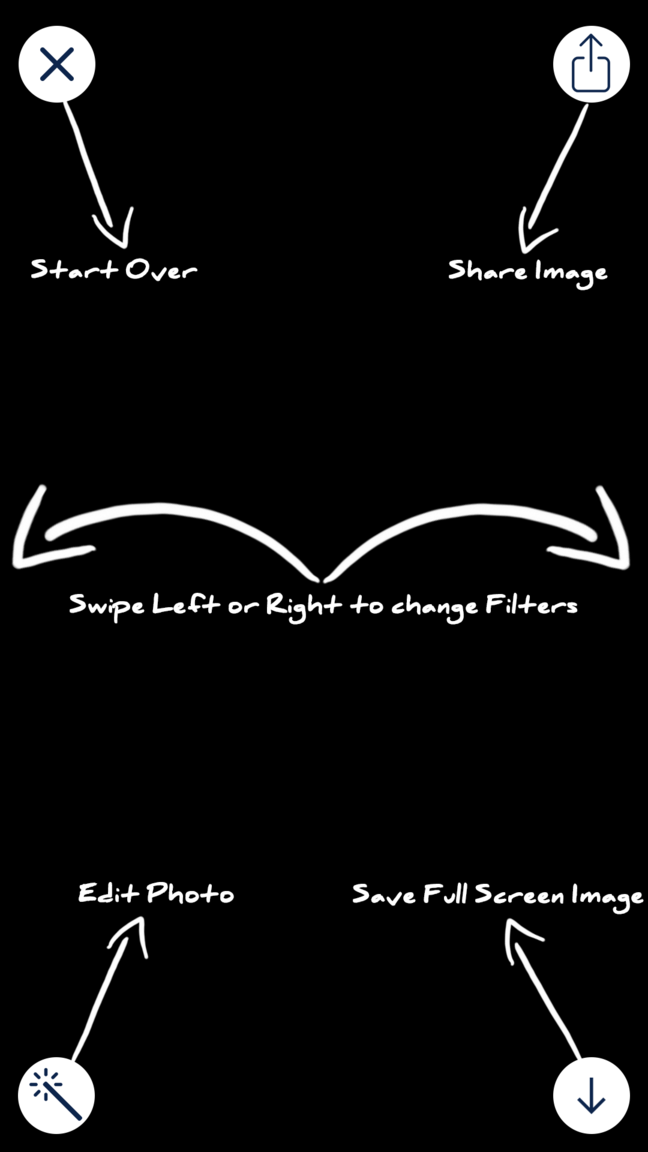 Start Over
Share Image
Swipe Left or Right to change Filters
Edit Photo
Save Full Screen Image